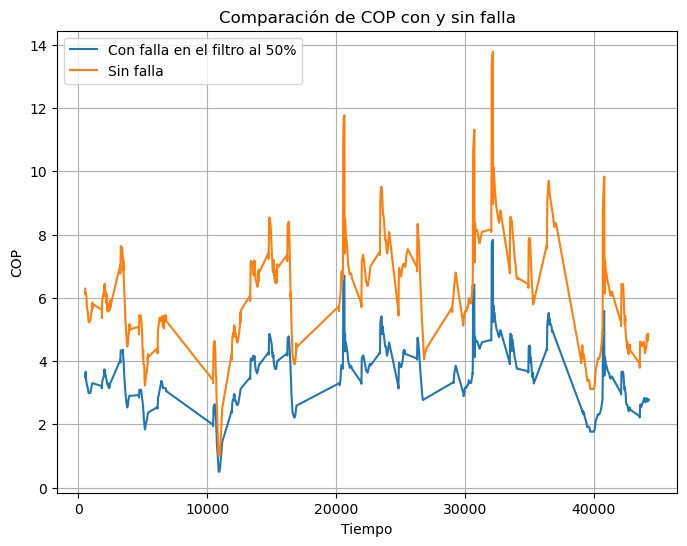 Comparación de COP con y sin falla
Con falla en el filtro al 50%
Sin falla
COP
14
12
10
8
6
4
2
0
0 10000 20000 30000 40000
Tiempo